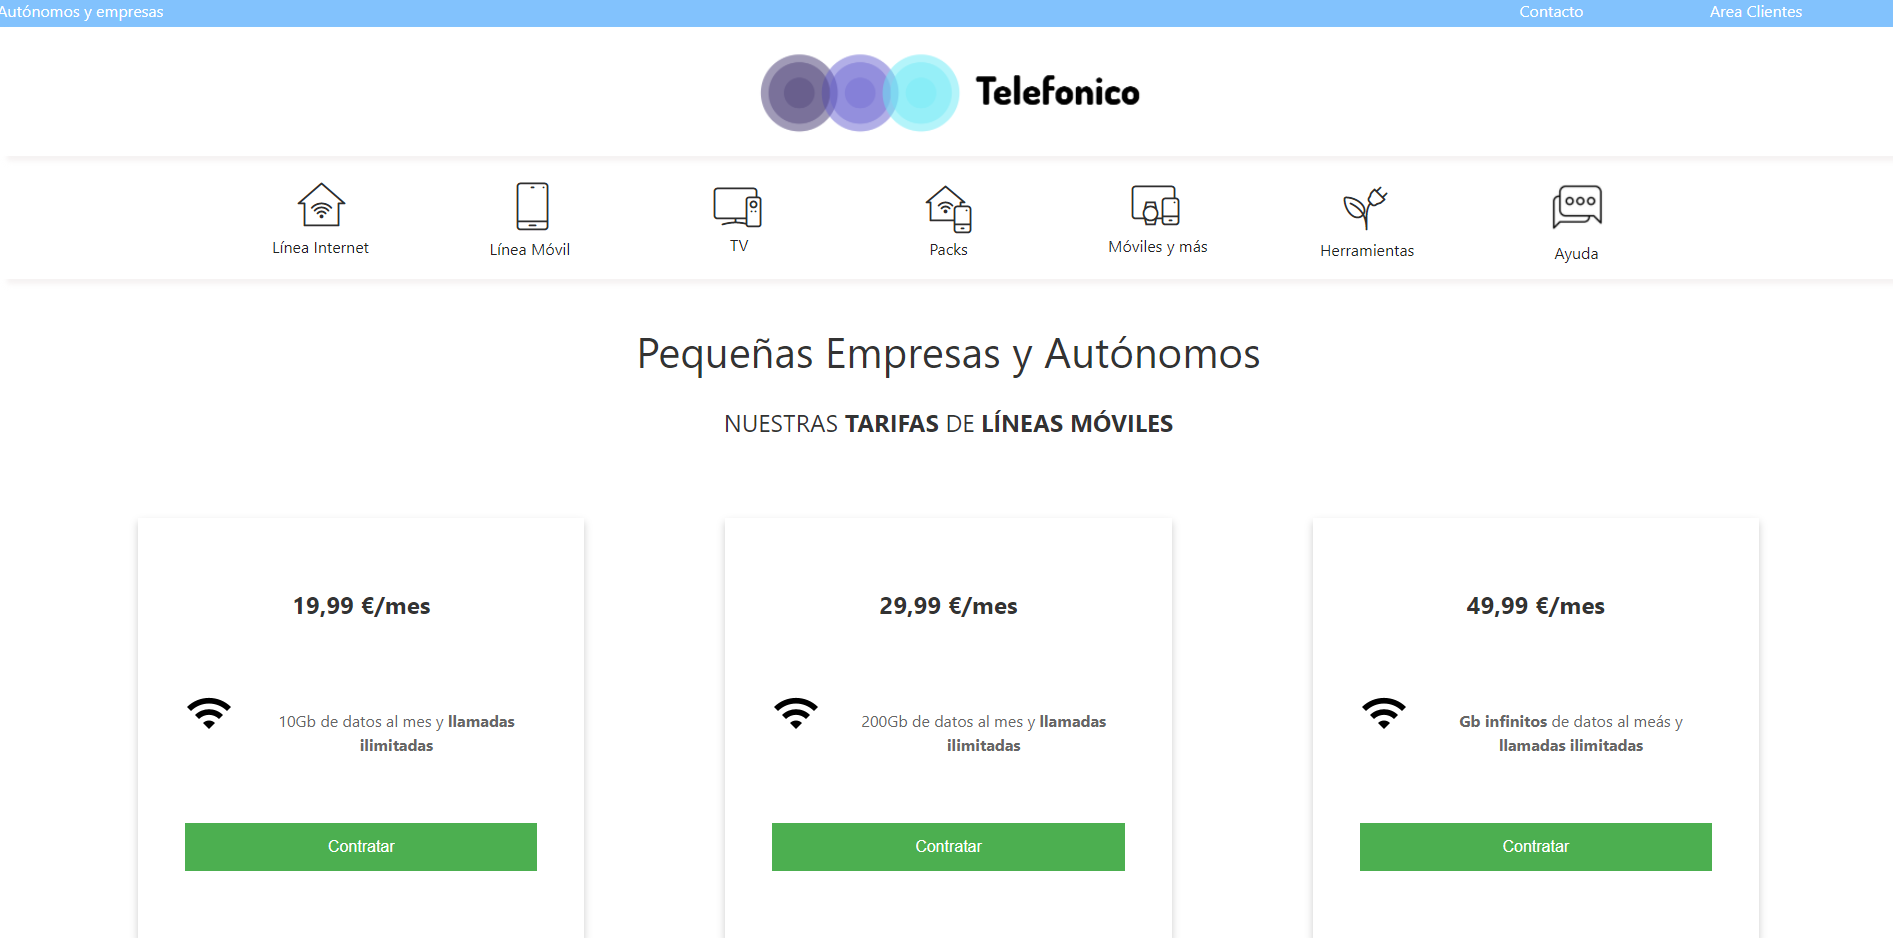 Autónomos y empresas
Contacto
Area Clientes
Telefonico
Línea Internet
Línea Móvil
TV
Packs
Móviles y más
Herramientas
Ayuda
Pequeñas Empresas y Autónomos
NUESTRAS TARIFAS DE LÍNEAS MÓVILES
19,99 €/mes
10Gb de datos al mes y llamadas
ilimitadas
Contratar
29,99 €/mes
200Gb de datos al mes y llamadas
ilimitadas
Contratar
49,99 €/mes
Gb infinitos de datos al meás y
llamadas ilimitadas
Contratar